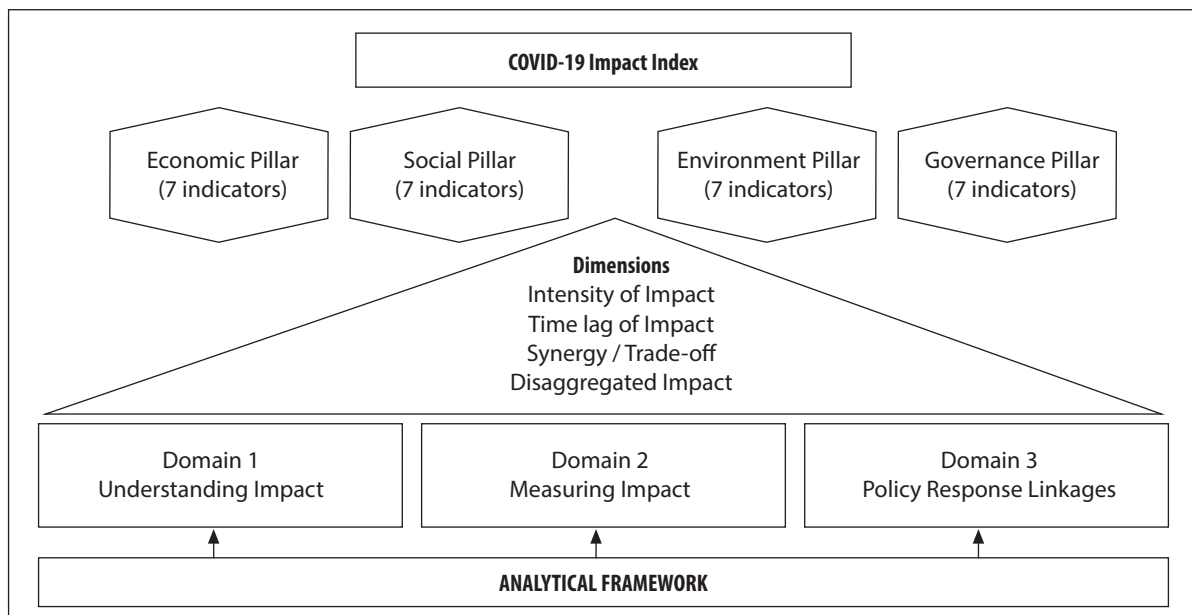 COVID-19 Impact Index
Economic Pillar
(7 indicators)
Social Pillar
(7 indicators)
Environment Pillar
(7 indicators)
Governance Pillar
(7 indicators)
Dimensions
Intensity of Impact
Time lag of Impact
Synergy / Trade-off
Disaggregated Impact
Domain 1
Understanding Impact
Domain 2
Measuring Impact
Domain 3
Policy Response Linkages
ANALYTICAL FRAMEWORK